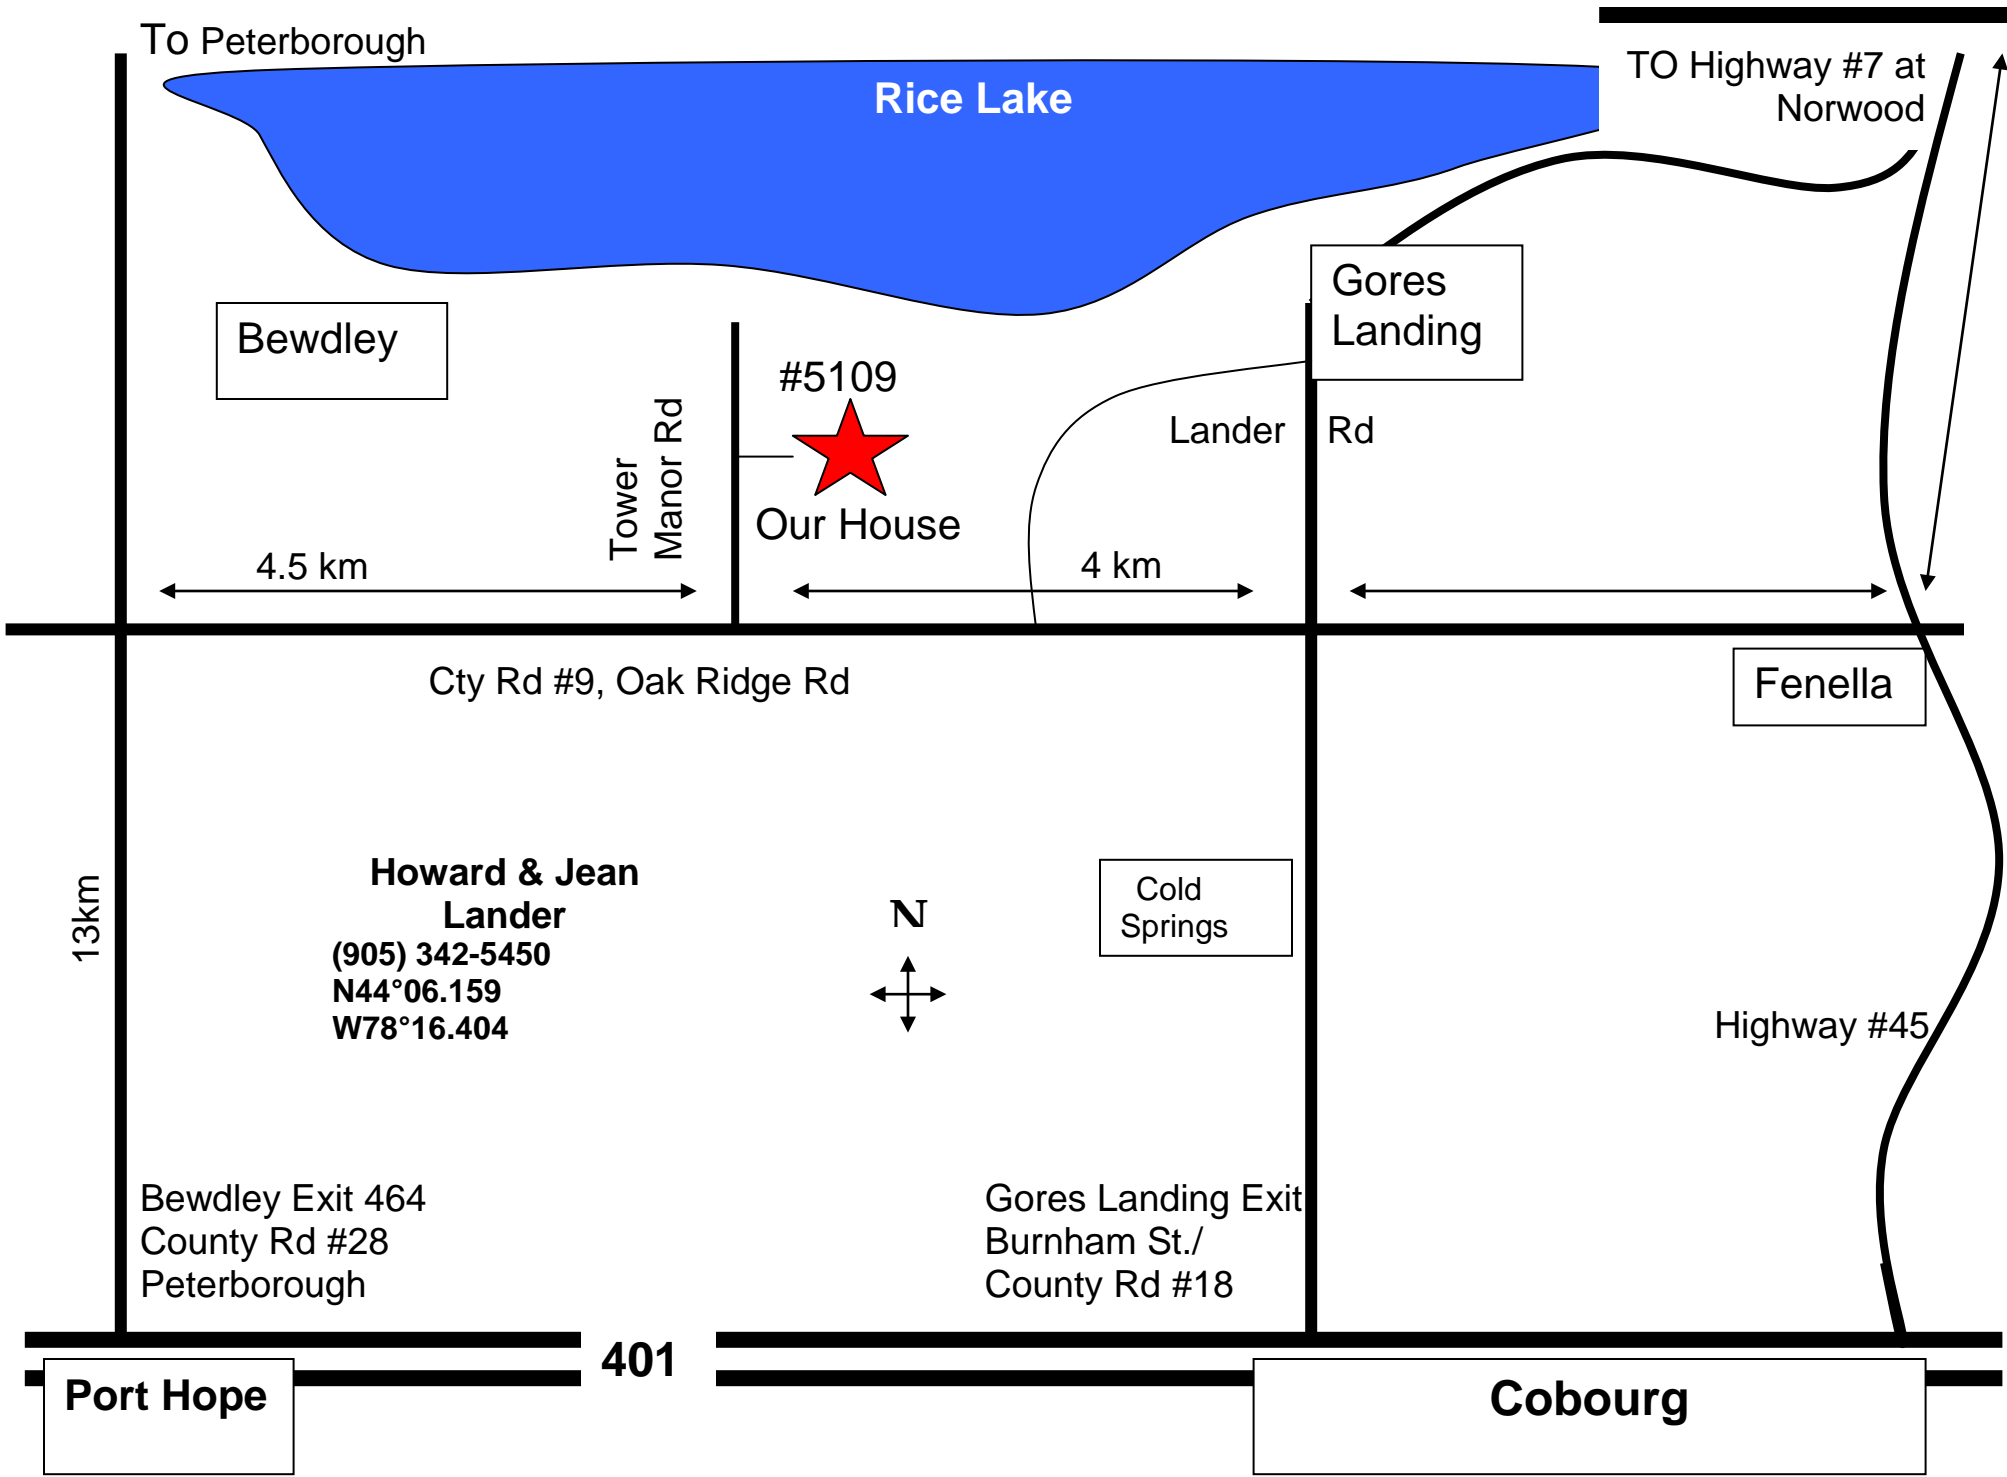 To Peterborough
Rice Lake
TO Highway #7 at
Norwood
Gores
Landing
Bewdley
#5109
Tower
Manor Rd
Lander Rd
Our House
4.5 km
4 km
Cty Rd #9, Oak Ridge Rd
Fenella
13km
Howard & Jean
Lander
(905) 342-5450
N44°06.159
W78°16.404
N
Cold
Springs
Highway #45
Bewdley Exit 464
County Rd #28
Peterborough
Gores Landing Exit
Burnham St./
County Rd #18
401
Port Hope
Cobourg